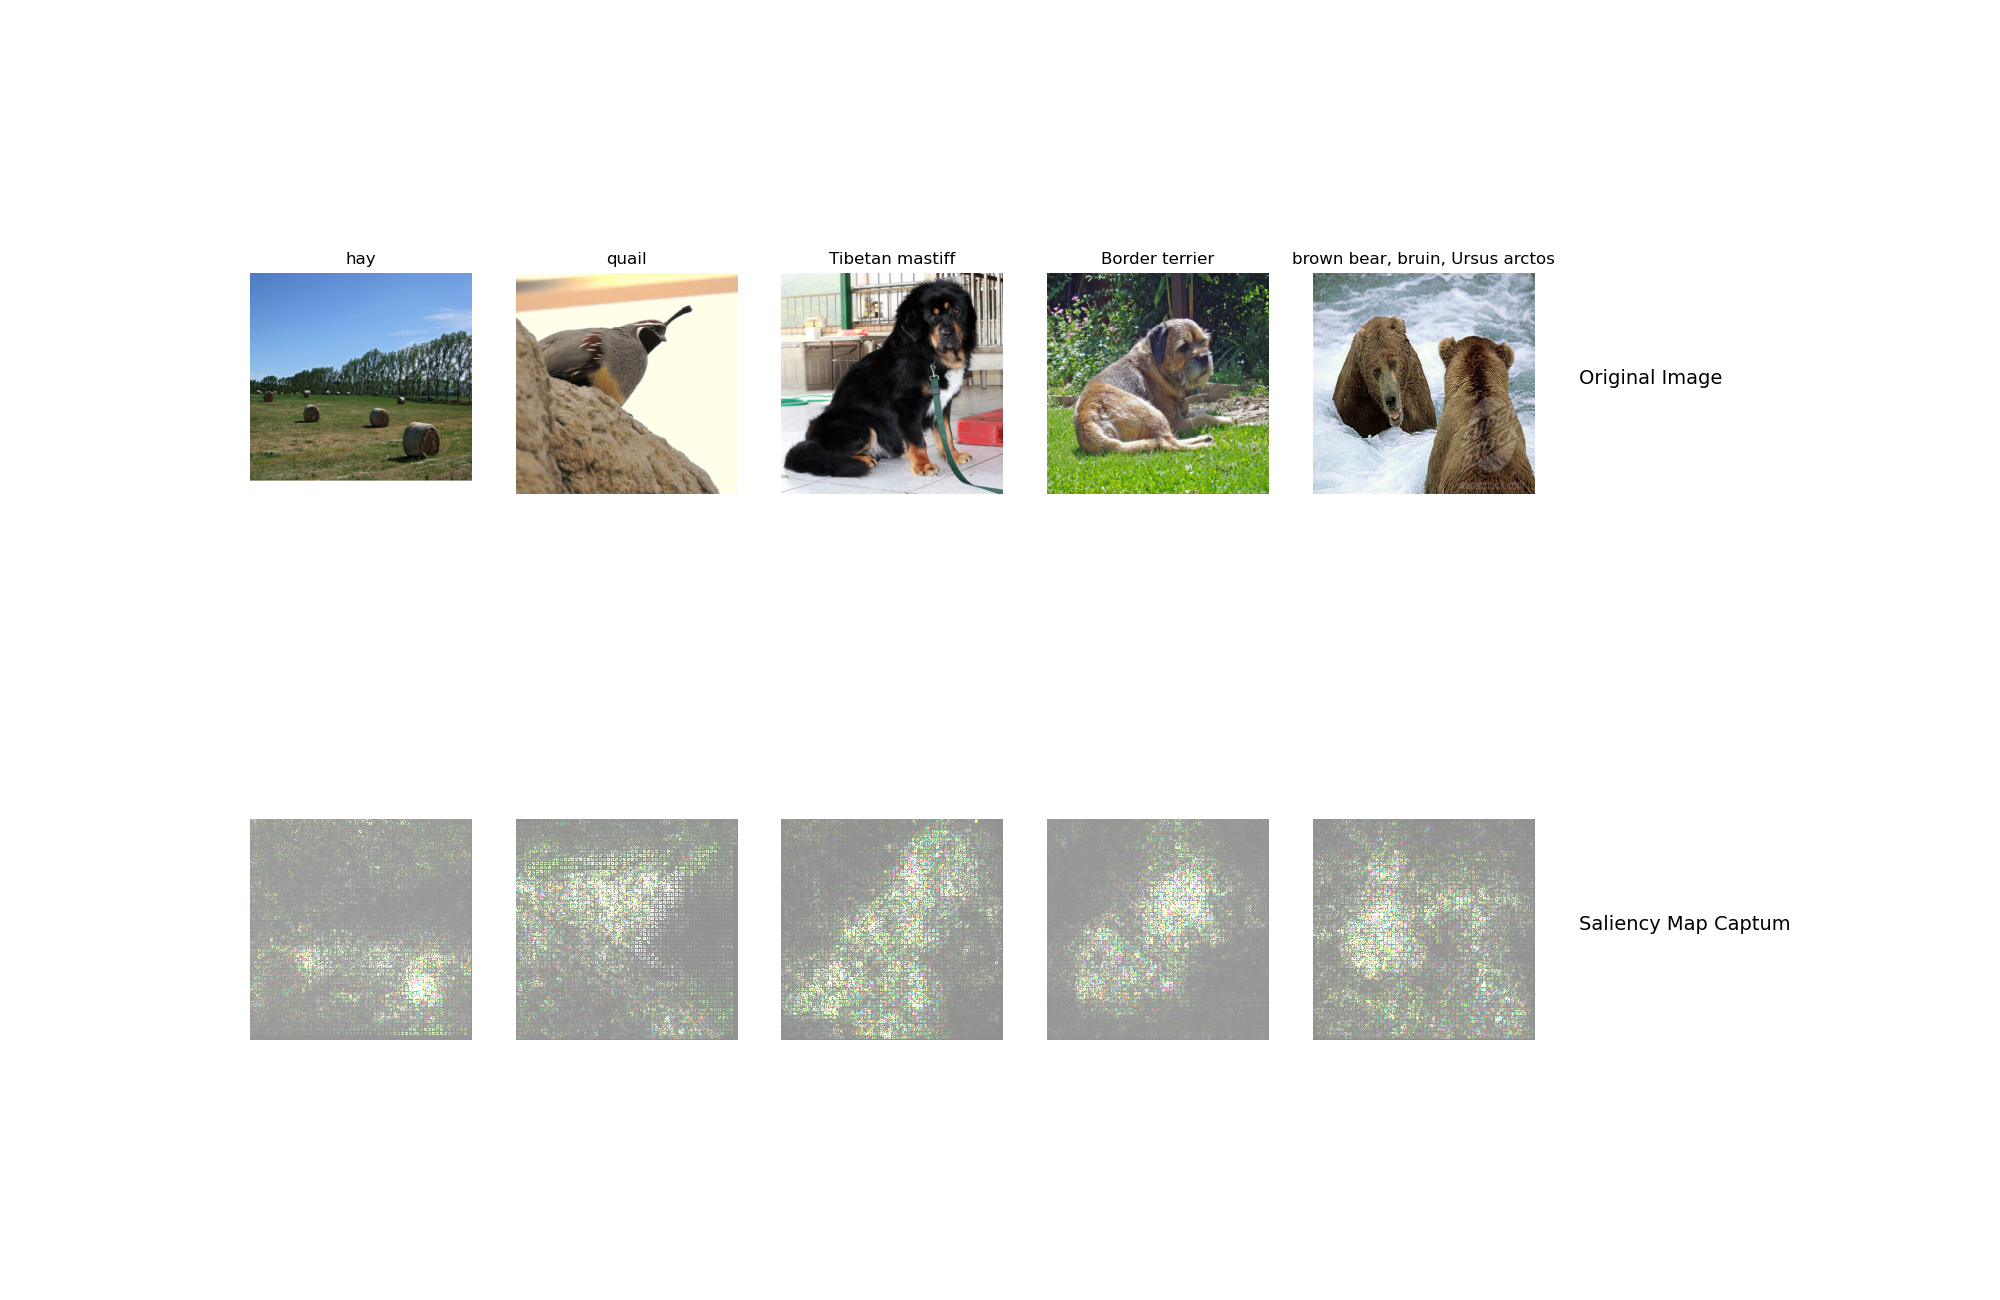 hay
quail
Tibetan mastiff
Border terrier
brown bear, bruin, Ursus arctos
Original Image
Saliency Map Captum